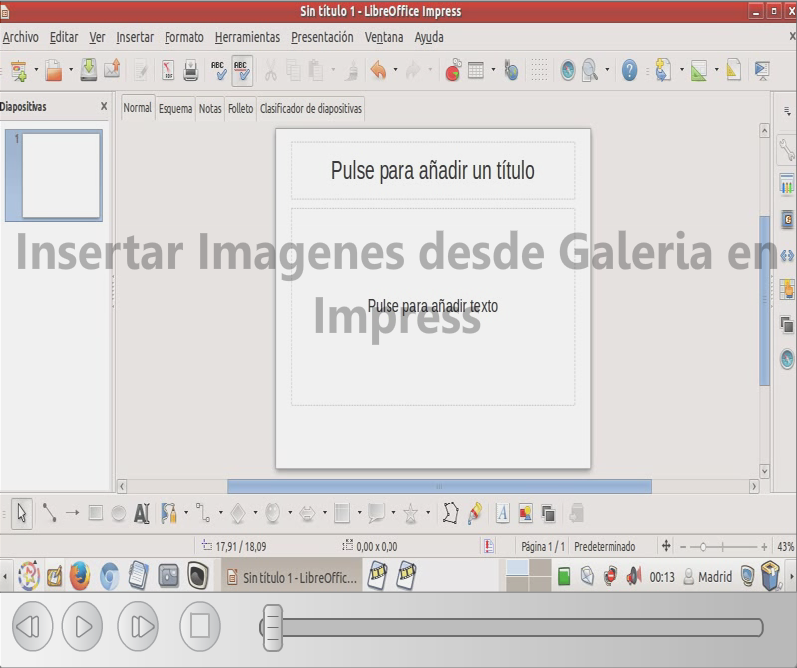 Sin título 1 - LibreOffice Impress
Archivo Editar Ver Insertar Formato Herramientas Presentación Ventana Ayuda
Diapositivas
Normal Esquema Notas Folleto Clasificador de diapositivas
1
Pulse para añadir un título
Insertar Imagenes desde Galeria en
Impress
Pulse para añadir texto
17,91 / 18,09 0,00 x 0,00 Página 1 / 1 Predeterminado 43%
Sin título 1 - LibreOffic... 00:13 Madrid